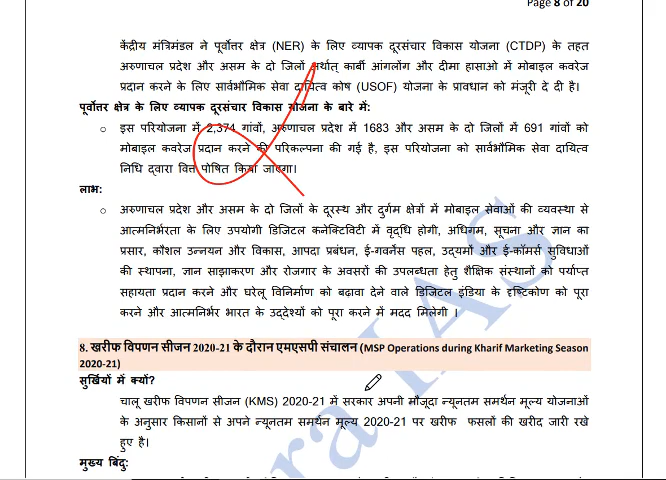 Page 8 of 20
केंद्रीय मंत्रिमंडल ने पूर्वोत्तर क्षेत्र (NER) के लिए व्यापक दूरसंचार विकास योजना (CTDP) के तहत
अरुणाचल प्रदेश और असम के दो जिलों अर्थात् कार्बी आंगलोंग और दीमा हासाओ में मोबाइल कवरेज
प्रदान करने के लिए सार्वभौमिक सेवा दायित्व कोष (USOF) योजना के प्रावधान को मंजूरी दे दी है।
पूर्वोत्तर क्षेत्र के लिए व्यापक दूरसंचार विकास योजना के बारे में:
o इस परियोजना में 2,374 गांवों, अरुणाचल प्रदेश में 1683 और असम के दो जिलों में 691 गांवों को
मोबाइल कवरेज प्रदान करने की परिकल्पना की गई है, इस परियोजना को सार्वभौमिक सेवा दायित्व
निधि द्वारा वित्त पोषित किया जाएगा।
लाभ:
o अरुणाचल प्रदेश और असम के दो जिलों के दूरस्थ और दुर्गम क्षेत्रों में मोबाइल सेवाओं की व्यवस्था से
आत्मनिर्भरता के लिए उपयोगी डिजिटल कनेक्टिविटी में वृद्धि होगी, अधिगम, सूचना और ज्ञान का
प्रसार, कौशल उन्नयन और विकास, आपदा प्रबंधन, ई-गवर्नेंस पहल, उद्यमों और ई-कॉमर्स सुविधाओं
की स्थापना, ज्ञान साझाकरण और रोजगार के अवसरों की उपलब्धता हेतु शैक्षिक संस्थानों को पर्याप्त
सहायता प्रदान करने और घरेलू विनिर्माण को बढ़ावा देने वाले डिजिटल इंडिया के दृष्टिकोण को पूरा
करने और आत्मनिर्भर भारत के उद्देश्यों को पूरा करने में मदद मिलेगी ।
8. खरीफ विपणन सीजन 2020-21 के दौरान एमएसपी संचालन (MSP Operations during Kharif Marketing Season
2020-21)
सुर्खियों में क्यों?
चालू खरीफ विपणन सीजन (KMS) 2020-21 में सरकार अपनी मौजूदा न्यूनतम समर्थन मूल्य योजनाओं
के अनुसार किसानों से अपने न्यूनतम समर्थन मूल्य 2020-21 पर खरीफ फसलों की खरीद जारी रखे
हुए है।
मुख्य बिंदु:
ra IAS